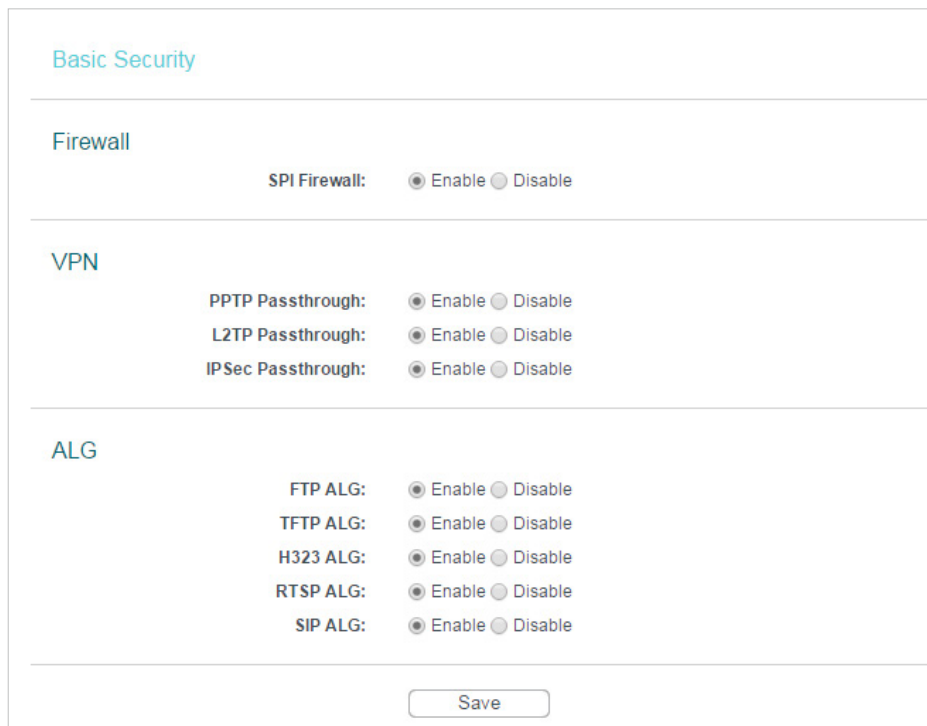 Basic Security
Firewall
SPI Firewall: Enable Disable
VPN
PPTP Passthrough: Enable Disable
L2TP Passthrough: Enable Disable
IPSec Passthrough: Enable Disable
ALG
FTP ALG: Enable Disable
TFTP ALG: Enable Disable
H323 ALG: Enable Disable
RTSP ALG: Enable Disable
SIP ALG: Enable Disable
Save